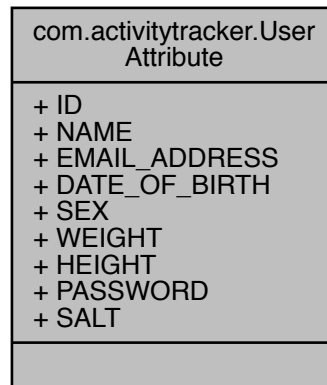 com.activitytracker.User
Attribute
+ ID
+ NAME
+ EMAIL_ADDRESS
+ DATE_OF_BIRTH
+ SEX
+ WEIGHT
+ HEIGHT
+ PASSWORD
+ SALT